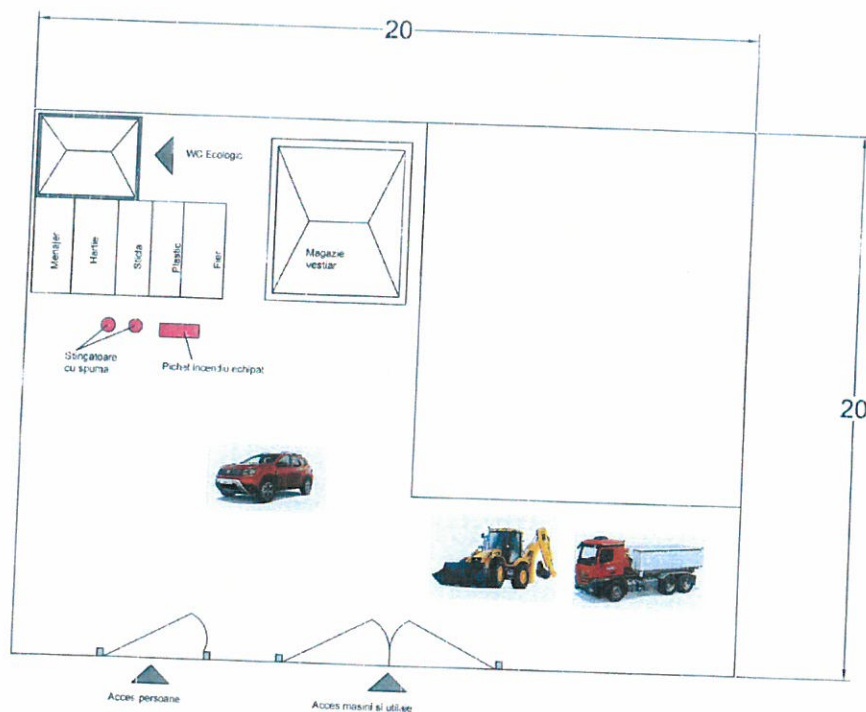 20
WC Ecologic
Menajer
Hartie
Sticla
Plastic
Fier
Magazie
vestiar
Stingatoare
cu spuma
Pichet incendiu echipat
20
Acces persoane
Acces masini si utilaje